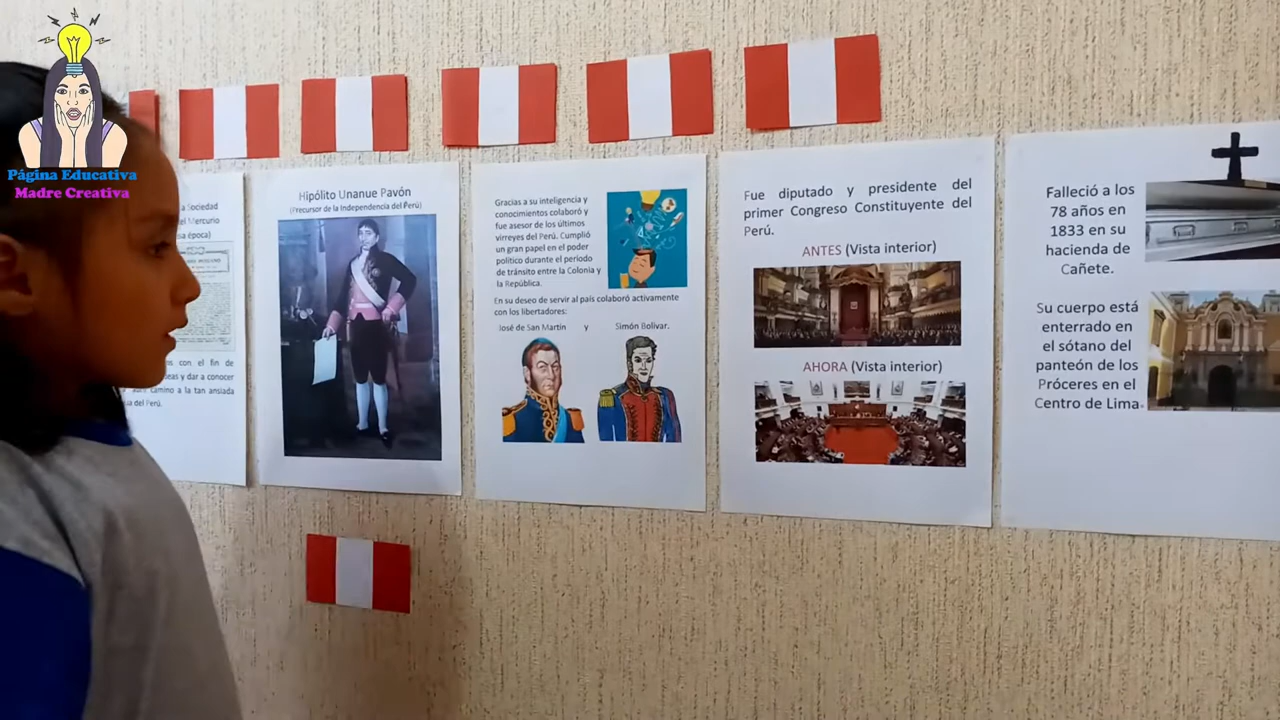 Página Educativa
Madre Creativa
Sociedad
el Mercurio
sa época)
os con el fin de
eas y dar a conocer
camino a la tan ansiada
ia del Perú.
Hipólito Unanue Pavón
(Precursor de la Independencia del Perú)
Gracias a su inteligencia y
conocimientos colaboró y
fue asesor de los últimos
virreyes del Perú. Cumplió
un gran papel en el poder
político durante el periodo
de tránsito entre la Colonia y
la República.
En su deseo de servir al país colaboró activamente
con los libertadores:
José de San Martín y Simón Bolívar.
Fue diputado y presidente del
primer Congreso Constituyente del
Perú.
ANTES (Vista interior)
AHORA (Vista interior)
Falleció a los
78 años en
1833 en su
hacienda de
Cañete.
Su cuerpo está
enterrado en
el sótano del
panteón de los
Próceres en el
Centro de Lima.